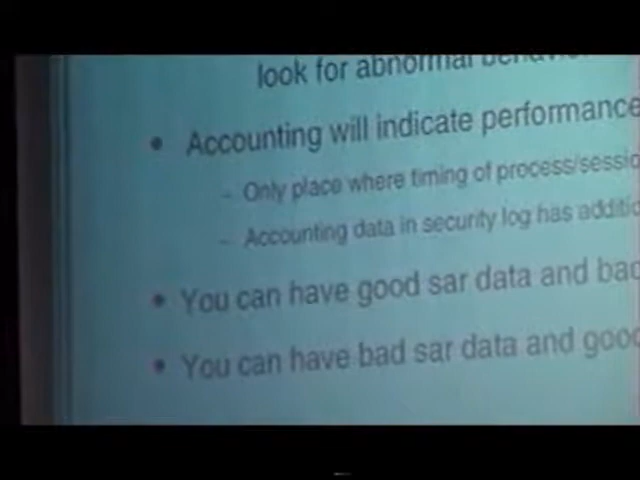 look for abnormal
• Accounting will indicate performance
- Only place where timing of process/sessio
- Accounting data in security log has additio
• You can have good sar data and bad
• You can have bad sar data and good